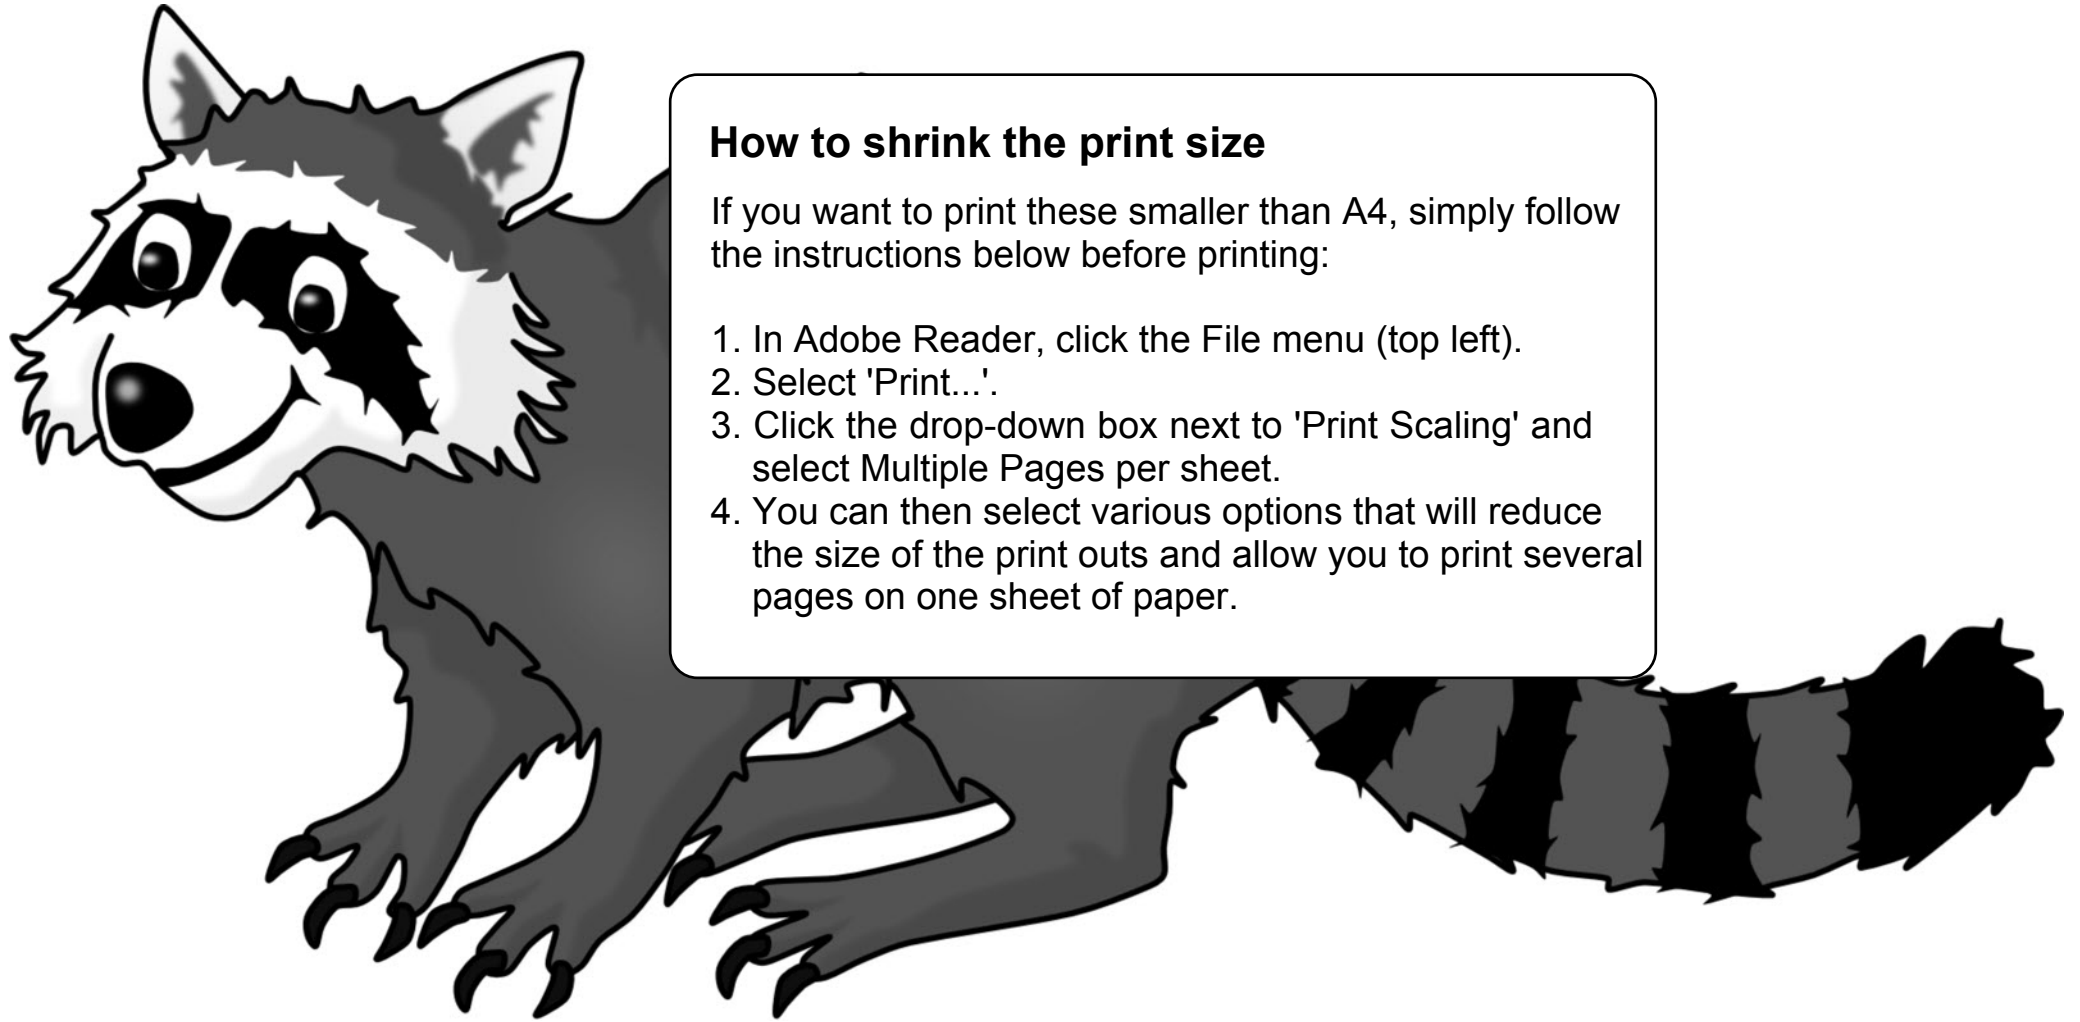 How to shrink the print size
If you want to print these smaller than A4, simply follow
the instructions below before printing:
1. In Adobe Reader, click the File menu (top left).
2. Select 'Print...'.
3. Click the drop-down box next to 'Print Scaling' and
select Multiple Pages per sheet.
4. You can then select various options that will reduce
the size of the print outs and allow you to print several
pages on one sheet of paper.